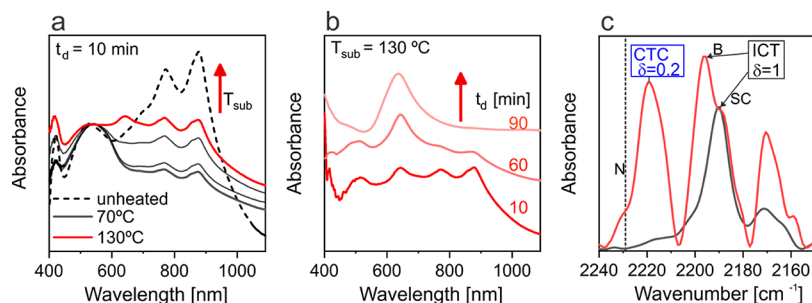 a
t_d = 10 min
T_sub
unheated
70ºC
130ºC
Absorbance
400 600 800 1000
Wavelength [nm]
b
T_sub = 130 ºC
t_d [min]
90
60
10
Absorbance
400 600 800 1000
Wavelength [nm]
c
CTC
δ=0.2
B
ICT
δ=1
SC
N
Absorbance
2240 2220 2200 2180 2160
Wavenumber [cm⁻¹]